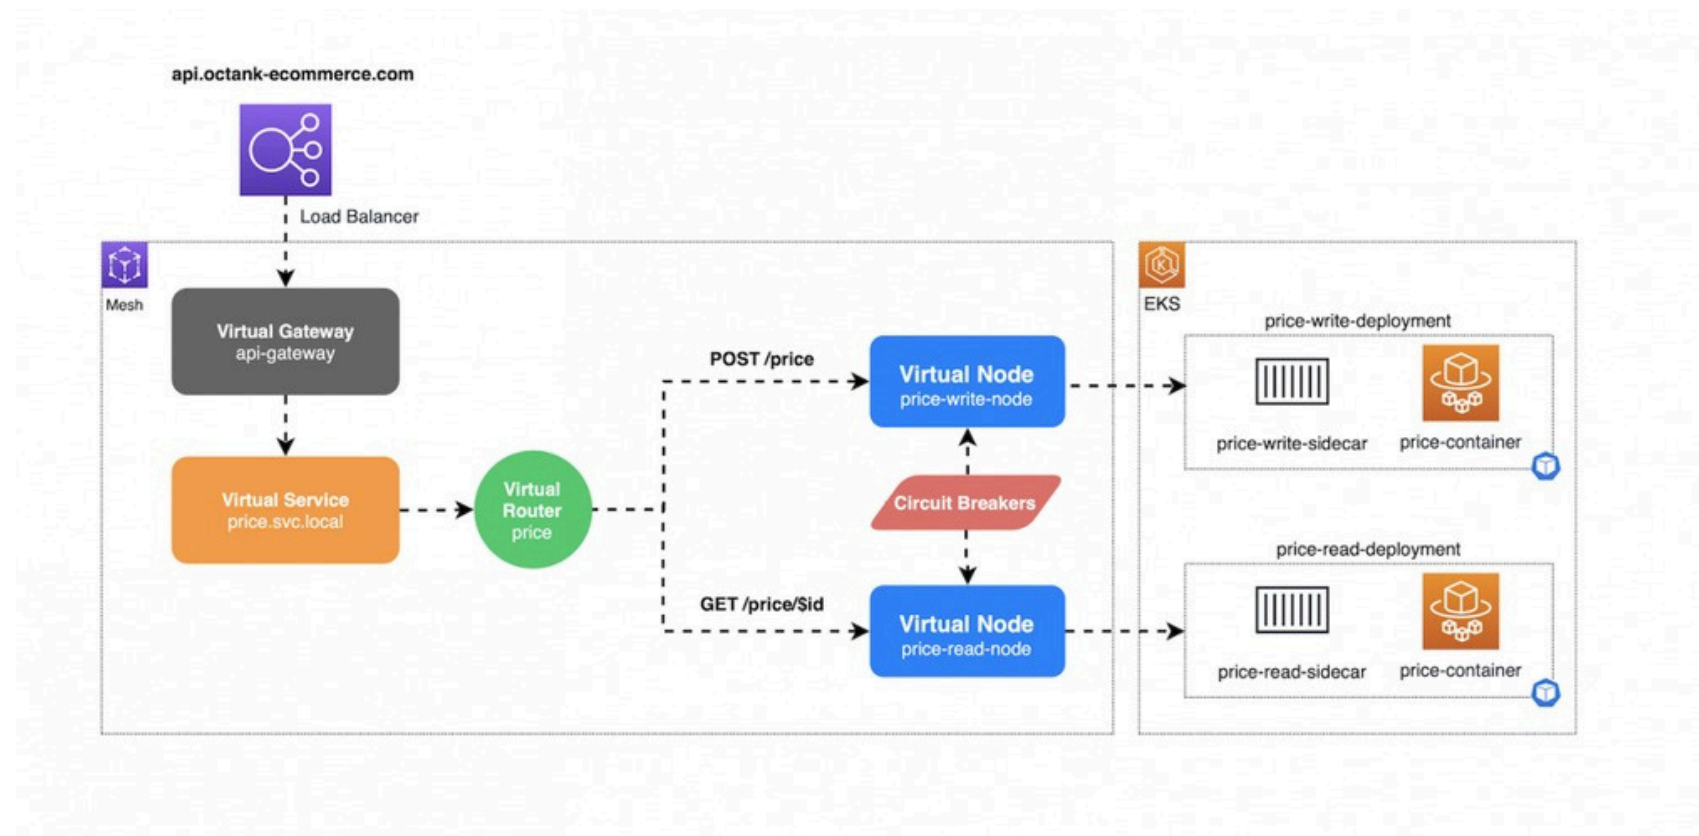 api.octank-ecommerce.com
Load Balancer
Mesh
Virtual Gateway
api-gateway
Virtual Service
price.svc.local
Virtual
Router
price
POST /price
GET /price/$id
Virtual Node
price-write-node
Circuit Breakers
Virtual Node
price-read-node
EKS
price-write-deployment
price-write-sidecar
price-container
price-read-deployment
price-read-sidecar
price-container